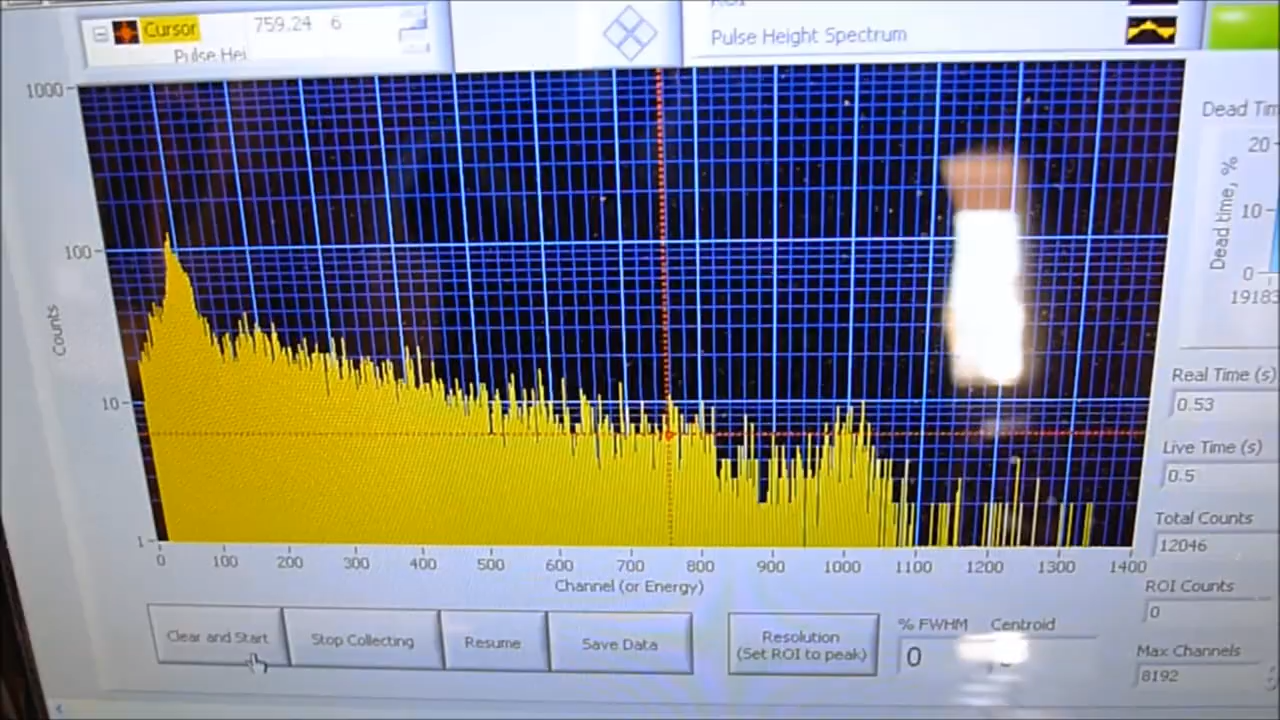 Cursor 759.24 6
Pulse Hei
Pulse Height Spectrum
1000
100
10
1
Counts
0 100 200 300 400 500 600 700 800 900 1000 1100 1200 1300 1400
Channel (or Energy)
Clear and Start
Stop Collecting
Resume
Save Data
Resolution
(Set ROI to peak)
% FWHM Centroid
0
Dead Tim
Dead time, %
20
10
0
19183
Real Time (s)
0.53
Live Time (s)
0.5
Total Counts
12046
ROI Counts
0
Max Channels
8192